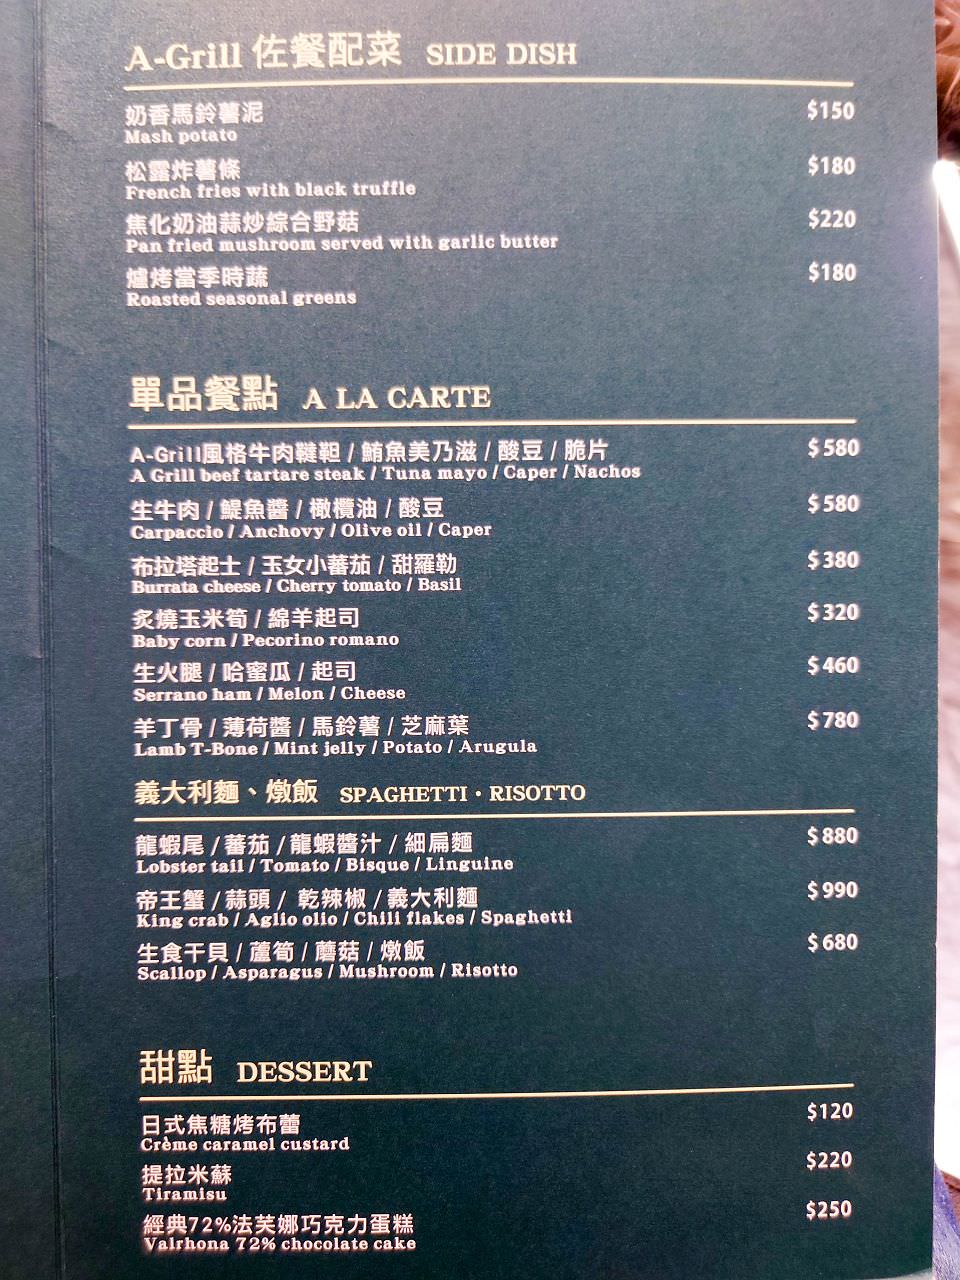 A-Grill 佐餐配菜 SIDE DISH
奶香馬鈴薯泥 $150
Mash potato
松露炸薯條 $180
French fries with black truffle
焦化奶油蒜炒綜合野菇 $220
Pan fried mushroom served with garlic butter
爐烤當季時蔬 $180
Roasted seasonal greens
單品餐點 A LA CARTE
A-Grill風格牛肉韃靼 / 鮪魚美乃滋 / 酸豆 / 脆片 $580
A Grill beef tartare steak / Tuna mayo / Caper / Nachos
生牛肉 / 鯷魚醬 / 橄欖油 / 酸豆 $580
Carpaccio / Anchovy / Olive oil / Caper
布拉塔起士 / 玉女小蕃茄 / 甜羅勒 $380
Burrata cheese / Cherry tomato / Basil
炙燒玉米筍 / 綿羊起司 $320
Baby corn / Pecorino romano
生火腿 / 哈蜜瓜 / 起司 $460
Serrano ham / Melon / Cheese
羊丁骨 / 薄荷醬 / 馬鈴薯 / 芝麻葉 $780
Lamb T-Bone / Mint jelly / Potato / Arugula
義大利麵、燉飯 SPAGHETTI・RISOTTO
龍蝦尾 / 蕃茄 / 龍蝦醬汁 / 細扁麵 $880
Lobster tail / Tomato / Bisque / Linguine
帝王蟹 / 蒜頭 / 乾辣椒 / 義大利麵 $990
King crab / Aglio olio / Chili flakes / Spaghetti
生食干貝 / 蘆筍 / 蘑菇 / 燉飯 $680
Scallop / Asparagus / Mushroom / Risotto
甜點 DESSERT
日式焦糖烤布蕾 $120
Crème caramel custard
提拉米蘇 $220
Tiramisu
經典72%法芙娜巧克力蛋糕 $250
Valrhona 72% chocolate cake